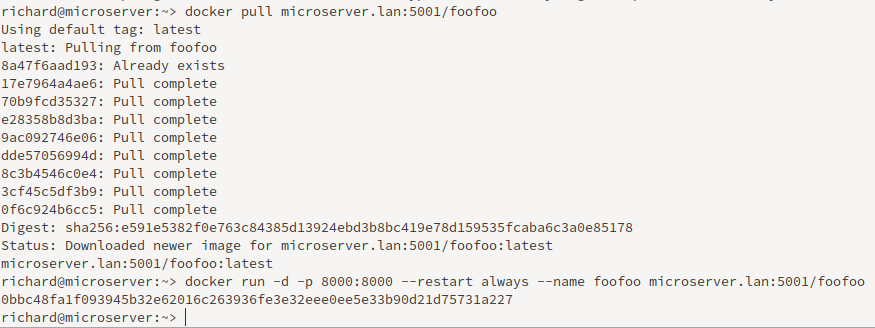 richard@microserver:~> docker pull microserver.lan:5001/foofoo
Using default tag: latest
latest: Pulling from foofoo
8a47f6aad193: Already exists
17e7964a4ae6: Pull complete
70b9fcd35327: Pull complete
e28358b8d3ba: Pull complete
9ac092746e06: Pull complete
dde57056994d: Pull complete
8c3b4546c0e4: Pull complete
3cf45c5df3b9: Pull complete
0f6c924b6cc5: Pull complete
Digest: sha256:e591e5382f0e763c84385d13924ebd3b8bc419e78d159535fcaba6c3a0e85178
Status: Downloaded newer image for microserver.lan:5001/foofoo:latest
microserver.lan:5001/foofoo:latest
richard@microserver:~> docker run -d -p 8000:8000 --restart always --name foofoo microserver.lan:5001/foofoo
0bbc48fa1f093945b32e62016c263936fe3e32eee0ee5e33b90d21d75731a227
richard@microserver:~>